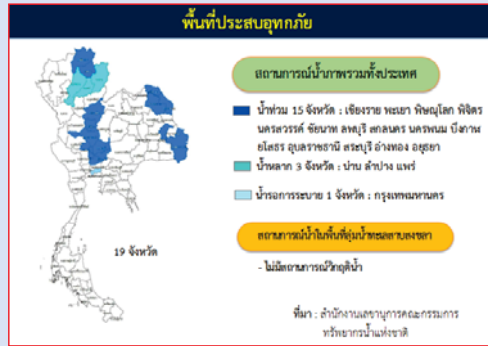 พื้นที่ประสบอุทกภัย
สถานการณ์น้ำภาพรวมทั้งประเทศ
น้ำท่วม 15 จังหวัด : เชียงราย พะเยา พิษณุโลก พิจิตร
นครสวรรค์ ชัยนาท ลพบุรี สกลนคร นครพนม บึงกาฬ
ยโสธร อุบลราชธานี สระบุรี อ่างทอง อยุธยา
น้ำหลาก 3 จังหวัด : น่าน ลำปาง แพร่
น้ำรอการระบาย 1 จังหวัด : กรุงเทพมหานคร
19 จังหวัด
สถานการณ์น้ำในพื้นที่ลุ่มน้ำทะเลสาบสงขลา
- ไม่มีสถานการณ์วิกฤติน้ำ
ที่มา : สำนักงานเลขานุการคณะกรรมการ
ทรัพยากรน้ำแห่งชาติ